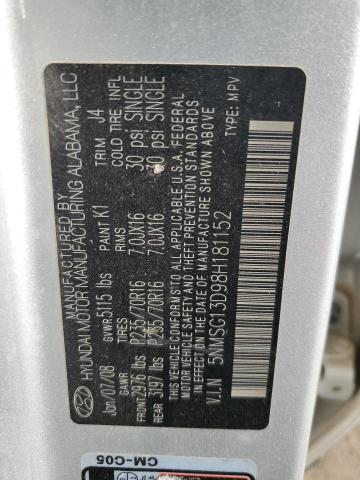 MANUFACTURED BY
HYUNDAI MOTOR MANUFACTURING ALABAMA, LLC
Jan/07/08 GVWR 5115 lbs PAINT K1 TRIM J4
GAWR TIRES RIMS COLD TIRE INFL
FRONT 2976 lbs P235/70R16 7.0JX16 30 psi SINGLE
REAR 3197 lbs P235/70R16 7.0JX16 30 psi SINGLE
THIS VEHICLE CONFORMS TO ALL APPLICABLE U.S.A. FEDERAL
MOTOR VEHICLE SAFETY AND THEFT PREVENTION STANDARDS
IN EFFECT ON THE DATE OF MANUFACTURE SHOWN ABOVE.
V.I.N 5NMSG13D98H181152 TYPE: MPV
CM-C05